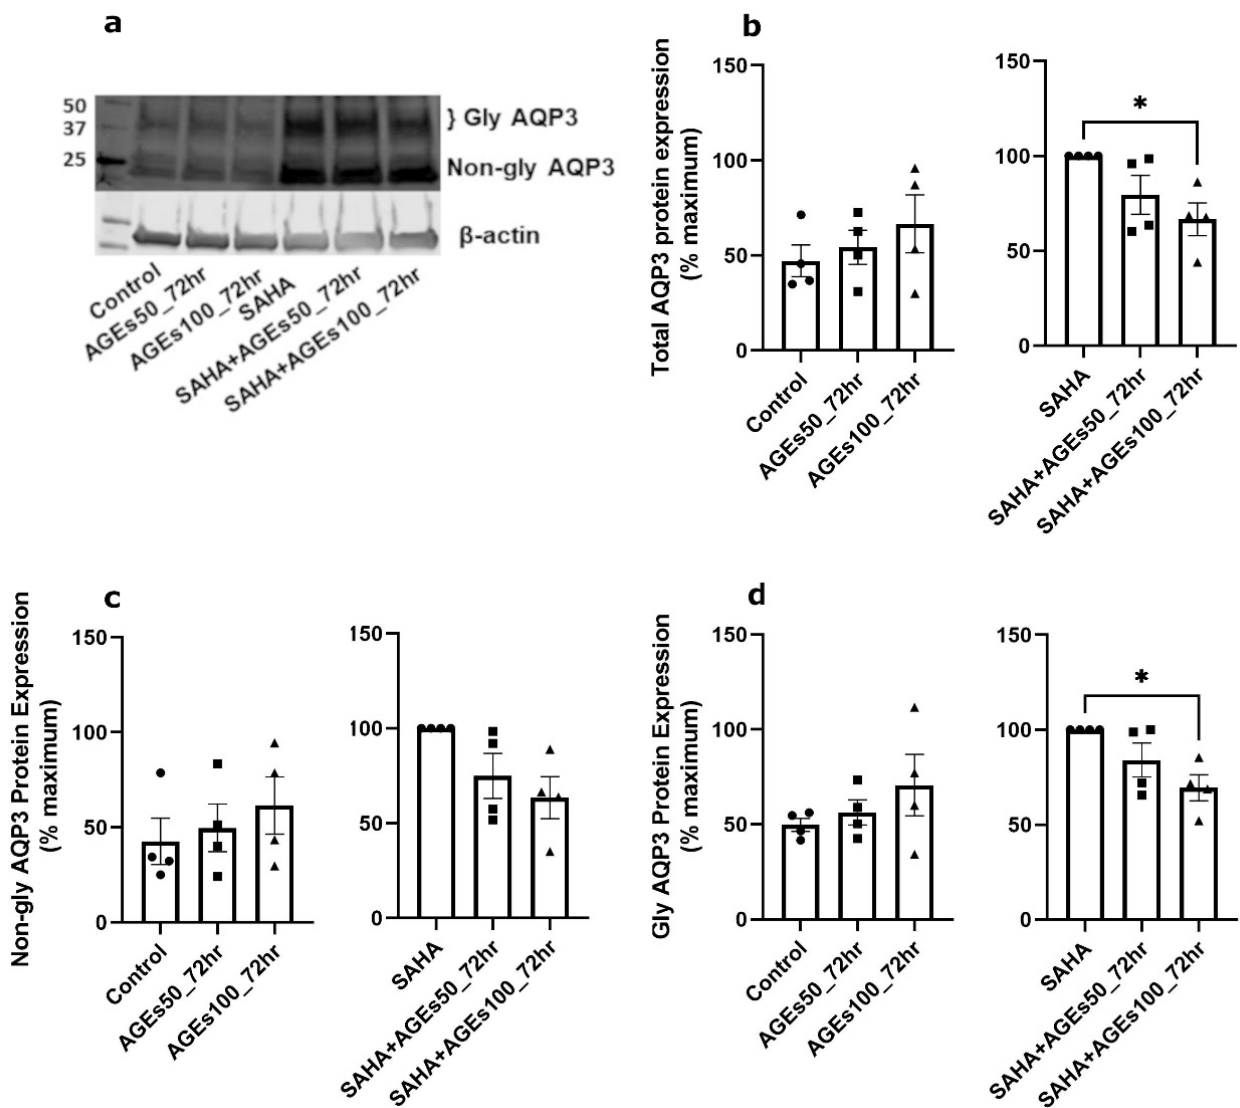 a
50
37
25
} Gly AQP3
Non-gly AQP3
β-actin
Control
AGEs50_72hr
AGEs100_72hr
SAHA
SAHA+AGEs50_72hr
SAHA+AGEs100_72hr
b
Total AQP3 protein expression
(% maximum)
150
100
50
0
Control
AGEs50_72hr
AGEs100_72hr
150
100
50
0
*
SAHA
SAHA+AGEs50_72hr
SAHA+AGEs100_72hr
c
Non-gly AQP3 Protein Expression
(% maximum)
150
100
50
0
Control
AGEs50_72hr
AGEs100_72hr
150
100
50
0
SAHA
SAHA+AGEs50_72hr
SAHA+AGEs100_72hr
d
Gly AQP3 Protein Expression
(% maximum)
150
100
50
0
Control
AGEs50_72hr
AGEs100_72hr
150
100
50
0
*
SAHA
SAHA+AGEs50_72hr
SAHA+AGEs100_72hr